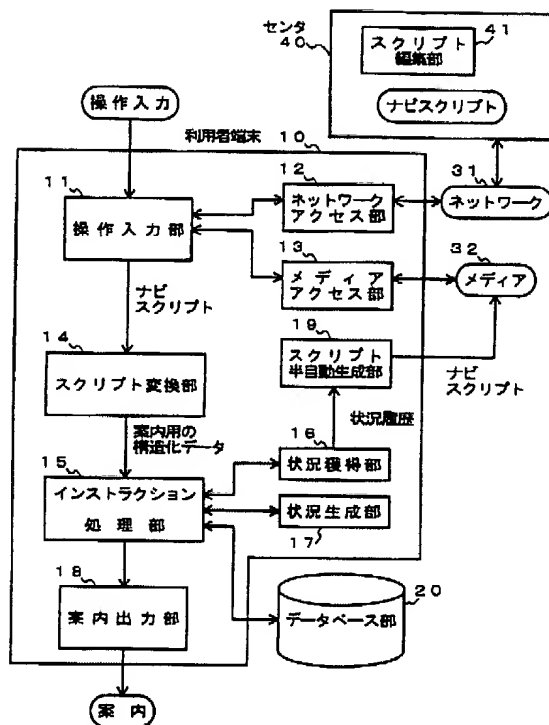 センタ
40
41
スクリプト
編集部
ナビスクリプト
操作入力
利用者端末
10
11
操作入力部
12
ネットワーク
アクセス部
31
ネットワーク
13
メディア
アクセス部
32
メディア
ナビ
スクリプト
14
スクリプト変換部
19
スクリプト
半自動生成部
ナビ
スクリプト
案内用の
構造化データ
状況履歴
15
インストラクション
処理部
16
状況獲得部
状況生成部
17
18
案内出力部
20
データベース部
案内